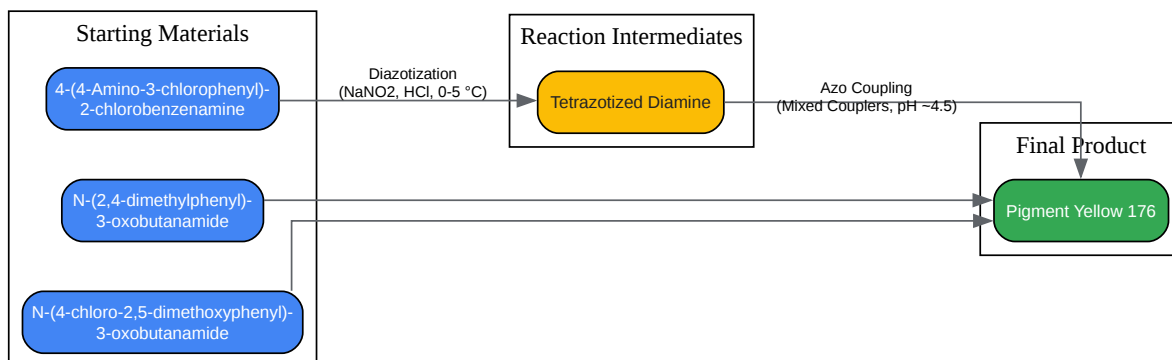 Starting Materials
4-(4-Amino-3-chlorophenyl)-
2-chlorobenzenamine
N-(2,4-dimethylphenyl)-
3-oxobutanamide
N-(4-chloro-2,5-dimethoxyphenyl)-
3-oxobutanamide
Diazotization
(NaNO2, HCl, 0-5 °C)
Reaction Intermediates
Tetrazotized Diamine
Azo Coupling
(Mixed Couplers, pH ~4.5)
Final Product
Pigment Yellow 176